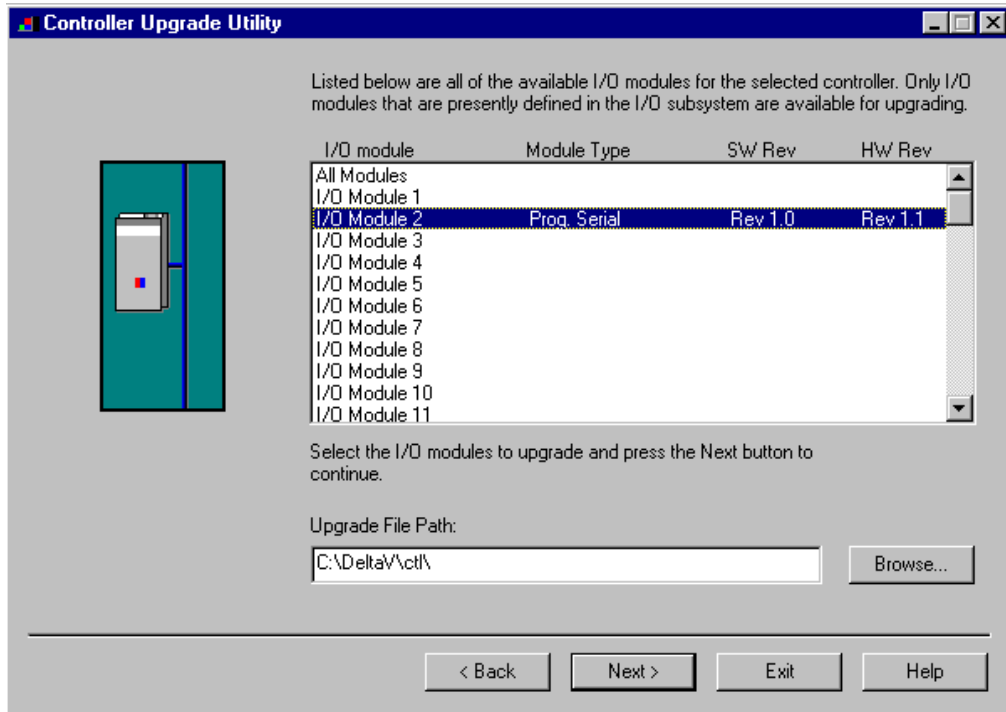 Controller Upgrade Utility
Listed below are all of the available I/O modules for the selected controller. Only I/O
modules that are presently defined in the I/O subsystem are available for upgrading.
I/O module Module Type SW Rev HW Rev
All Modules
I/O Module 1
I/O Module 2 Prog. Serial Rev 1.0 Rev 1.1
I/O Module 3
I/O Module 4
I/O Module 5
I/O Module 6
I/O Module 7
I/O Module 8
I/O Module 9
I/O Module 10
I/O Module 11
Select the I/O modules to upgrade and press the Next button to
continue.
Upgrade File Path:
C:\DeltaV\ctl\
Browse...
< Back Next > Exit Help